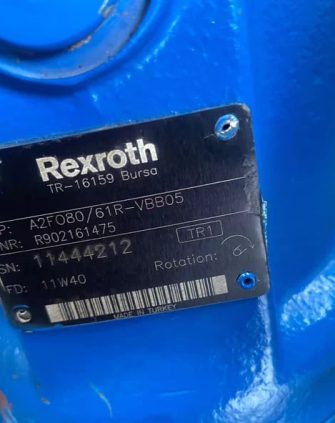 Rexroth
TR-16159 Bursa
P: A2FO80/61R-VBB05
NR: R902161475
TR1
SN: 11444212
Rotation:
FD: 11W40
MADE IN TURKEY